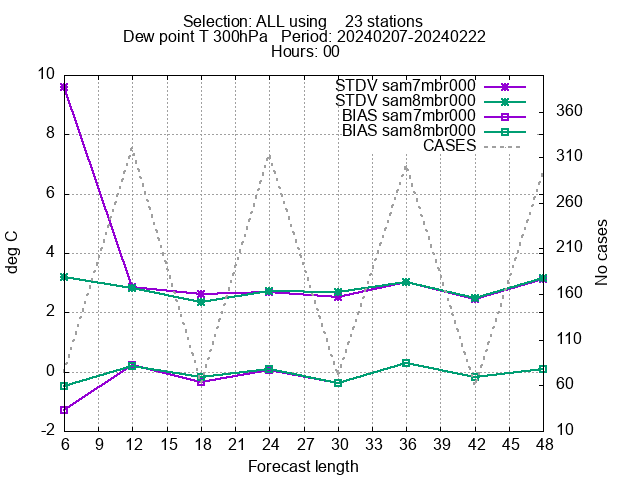 Selection: ALL using    23 stations
Dew point T 300hPa   Period: 20240207-20240222
Hours: 00
STDV sam7mbr000
STDV sam8mbr000
BIAS sam7mbr000
BIAS sam8mbr000
CASES
deg C
10
8
6
4
2
0
-2
No cases
360
310
260
210
160
110
60
10
6 9 12 15 18 21 24 27 30 33 36 39 42 45 48
Forecast length